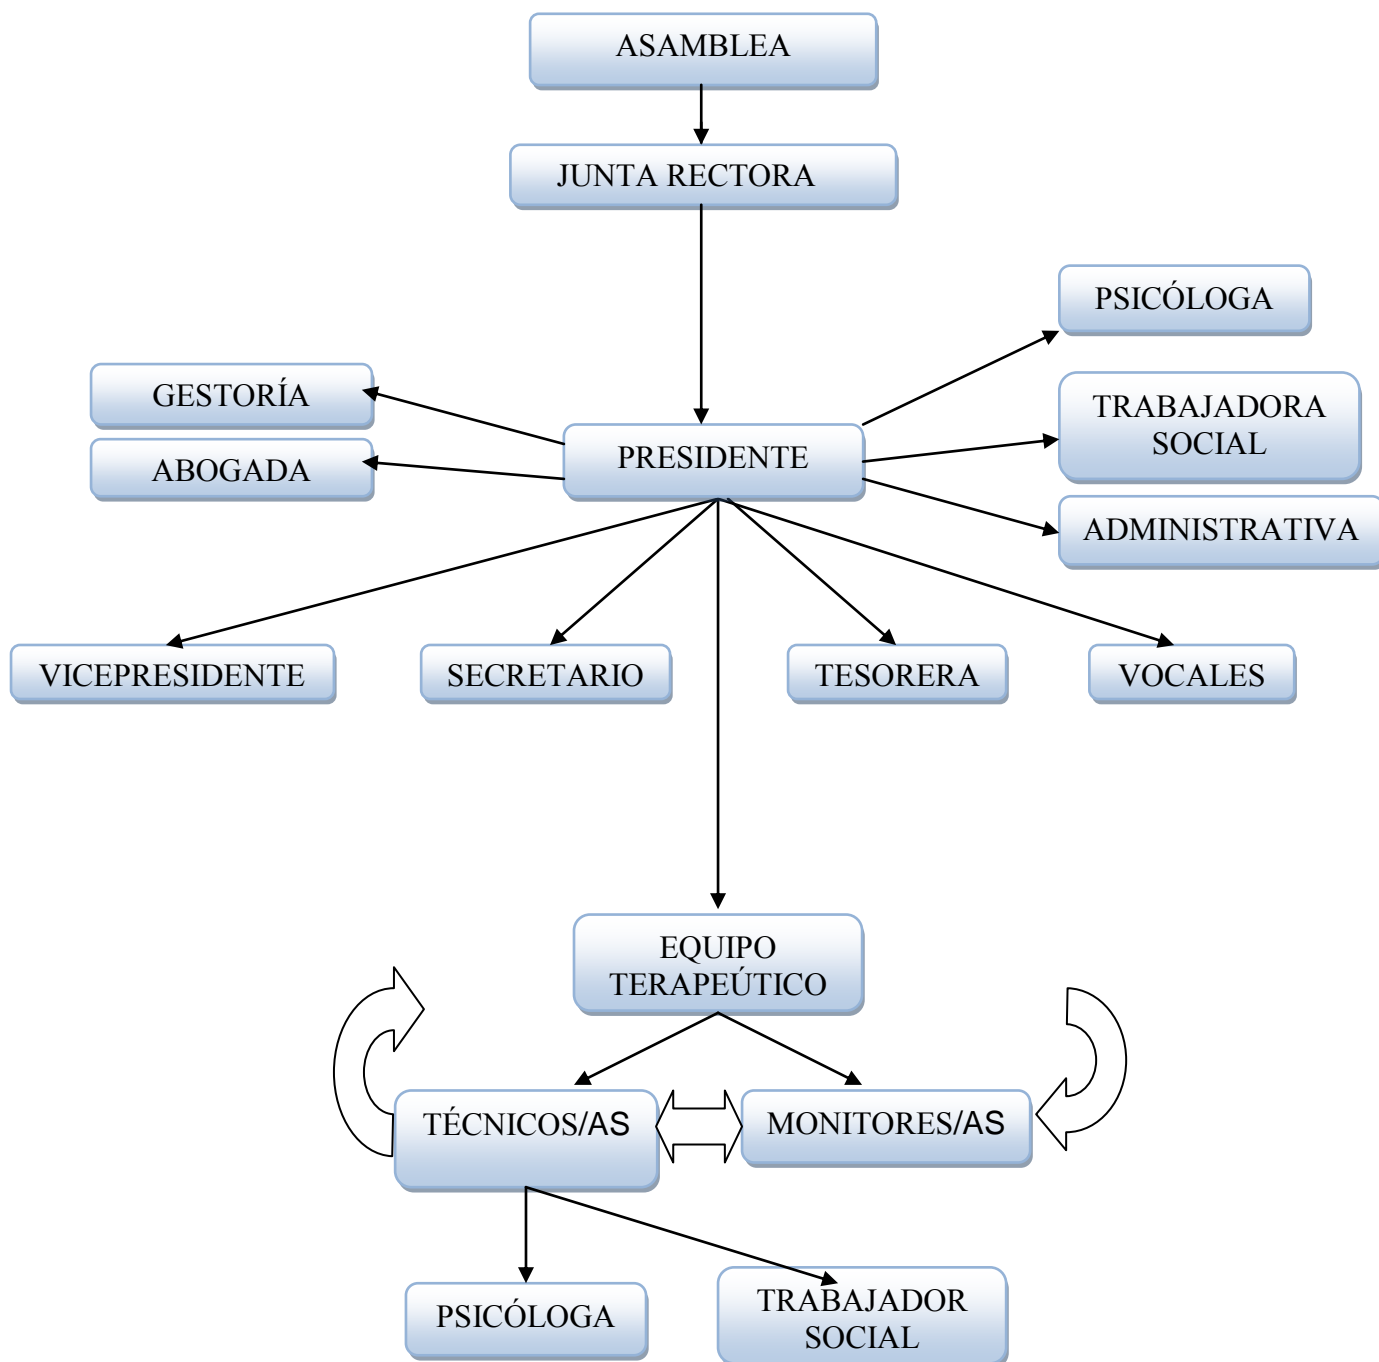 ASAMBLEA
JUNTA RECTORA
PSICÓLOGA
GESTORÍA
TRABAJADORA
SOCIAL
PRESIDENTE
ABOGADA
ADMINISTRATIVA
VICEPRESIDENTE
SECRETARIO
TESORERA
VOCALES
EQUIPO
TERAPEÚTICO
TÉCNICOS/AS
MONITORES/AS
PSICÓLOGA
TRABAJADOR
SOCIAL